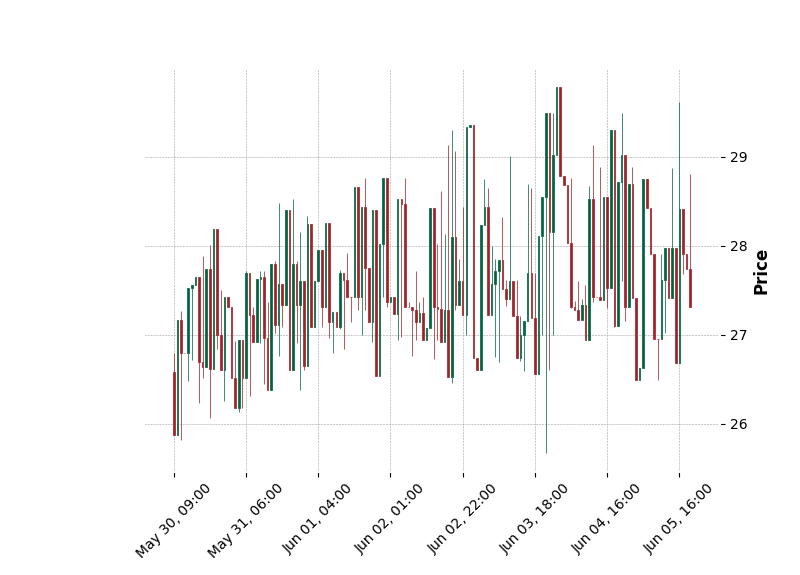 29
28
27
26
Price
May 30, 09:00
May 31, 06:00
Jun 01, 04:00
Jun 02, 01:00
Jun 02, 22:00
Jun 03, 18:00
Jun 04, 16:00
Jun 05, 16:00